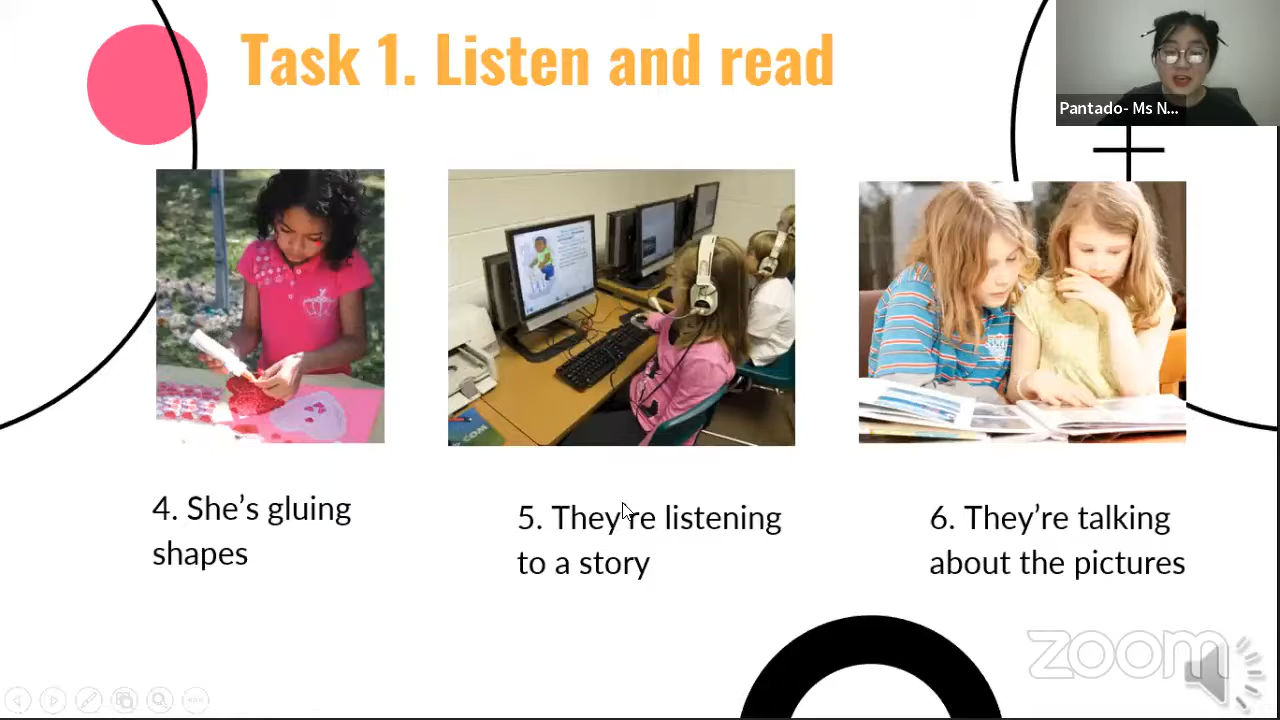 Task 1. Listen and read
Pantado- Ms N...
4. She's gluing
shapes
5. They're listening
to a story
6. They're talking
about the pictures
zoom